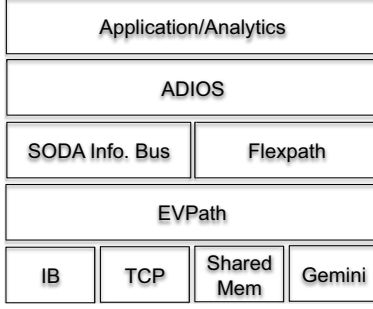 Application/Analytics
ADIOS
SODA Info. Bus
Flexpath
EVPath
IB
TCP
Shared
Mem
Gemini